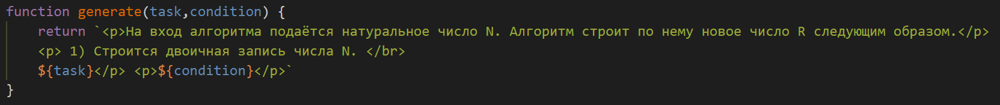 function generate(task,condition) {
return `<p>На вход алгоритма подаётся натуральное число N. Алгоритм строит по нему новое число R следующим образом.</p>
<p> 1) Строится двоичная запись числа N. </br>
${task}</p> <p>${condition}</p>`
}